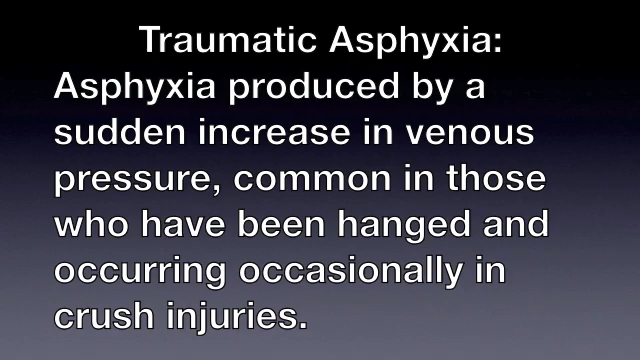 Traumatic Asphyxia:
Asphyxia produced by a
sudden increase in venous
pressure, common in those
who have been hanged and
occurring occasionally in
crush injuries.